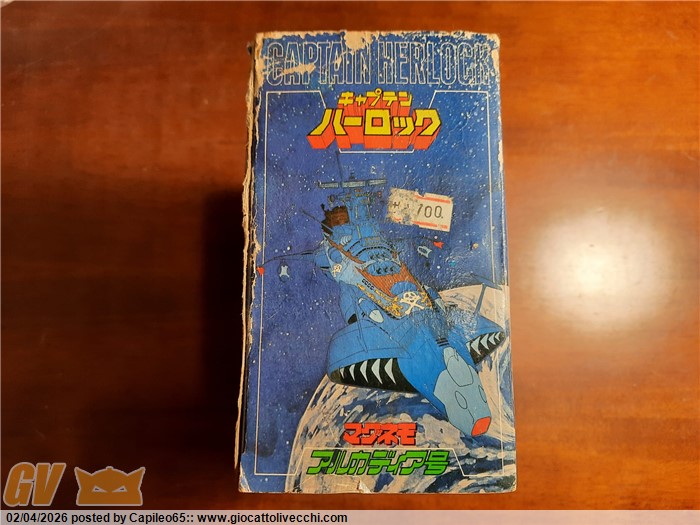 CAPTAIN HERLOCK
キャプテン
ハーロック
700.
マグネモ
アルカディア号
GV
02/04/2026 posted by Capileo65:: www.giocattolivecchi.com